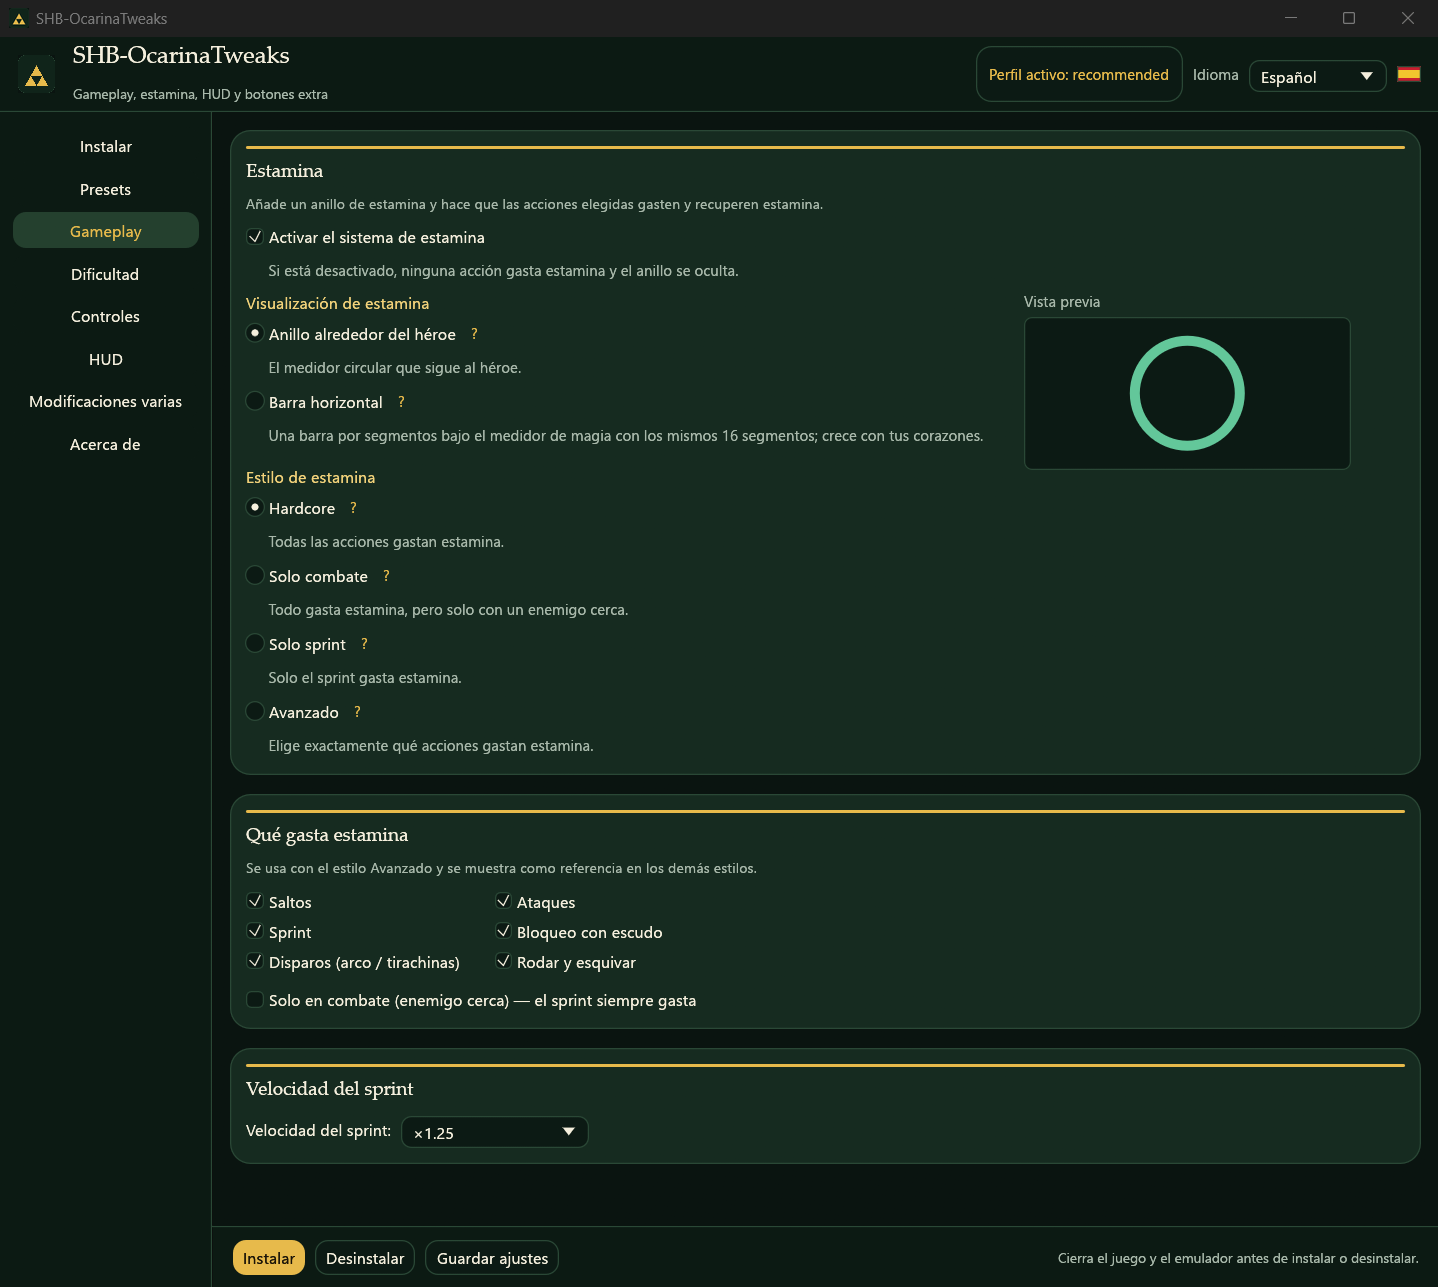 SHB-OcarinaTweaks
SHB-OcarinaTweaks
Gameplay, estamina, HUD y botones extra
Perfil activo: recommended
Idioma
Español
Instalar
Presets
Gameplay
Dificultad
Controles
HUD
Modificaciones varias
Acerca de
Estamina
Añade un anillo de estamina y hace que las acciones elegidas gasten y recuperen estamina.
Activar el sistema de estamina
Si está desactivado, ninguna acción gasta estamina y el anillo se oculta.
Visualización de estamina
Anillo alrededor del héroe ?
El medidor circular que sigue al héroe.
Barra horizontal ?
Una barra por segmentos bajo el medidor de magia con los mismos 16 segmentos; crece con tus corazones.
Vista previa
Estilo de estamina
Hardcore ?
Todas las acciones gastan estamina.
Solo combate ?
Todo gasta estamina, pero solo con un enemigo cerca.
Solo sprint ?
Solo el sprint gasta estamina.
Avanzado ?
Elige exactamente qué acciones gastan estamina.
Qué gasta estamina
Se usa con el estilo Avanzado y se muestra como referencia en los demás estilos.
Saltos
Ataques
Sprint
Bloqueo con escudo
Disparos (arco / tirachinas)
Rodar y esquivar
Solo en combate (enemigo cerca) — el sprint siempre gasta
Velocidad del sprint
Velocidad del sprint:
×1.25
Instalar
Desinstalar
Guardar ajustes
Cierra el juego y el emulador antes de instalar o desinstalar.